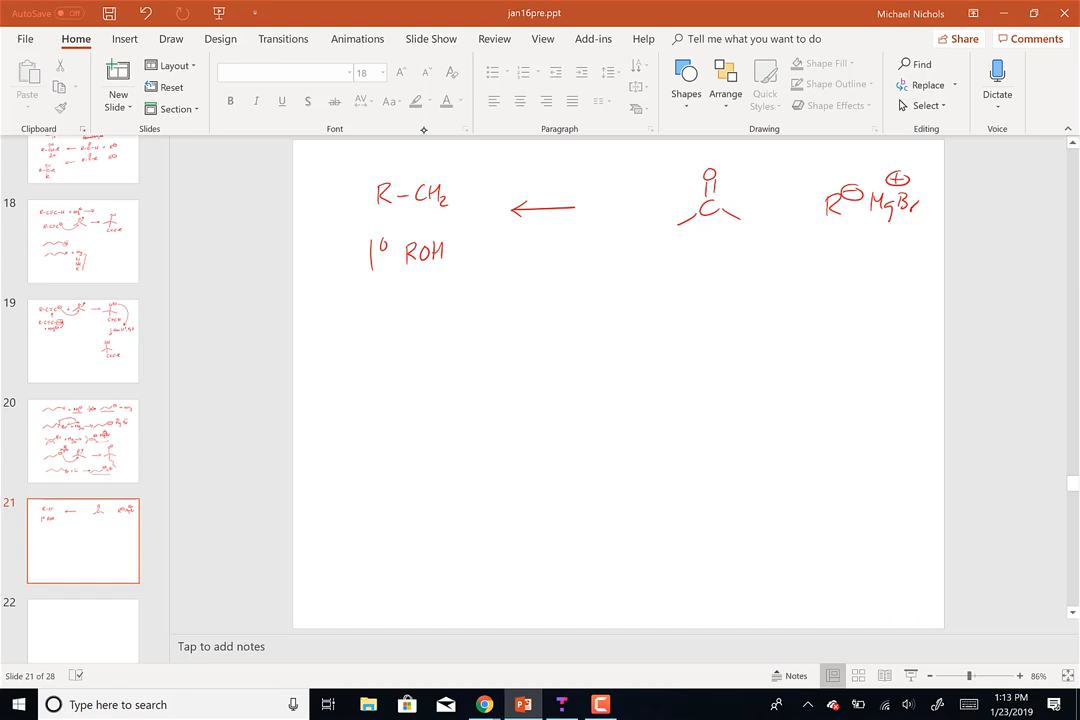 AutoSave Off jan16pre.ppt Michael Nichols
File Home Insert Draw Design Transitions Animations Slide Show Review View Add-ins Help Tell me what you want to do Share Comments
Paste New Slide Layout Reset Section 18 Shapes Arrange Quick Styles Shape Fill Shape Outline Shape Effects Find Replace Select Dictate
B I U S ab AV Aa A
Clipboard Slides Font Paragraph Drawing Editing Voice
18
19
20
21
22
O
R-CH2 ← C R⊖ MgBr⊕
1° ROH
Tap to add notes
Slide 21 of 28 Notes 86%
Type here to search 1:13 PM
1/23/2019